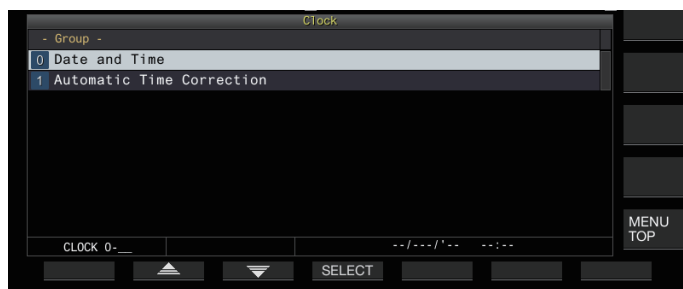 Clock
- Group -
0 Date and Time
1 Automatic Time Correction
MENU
TOP
CLOCK 0-__ --/---/'-- --:--
SELECT